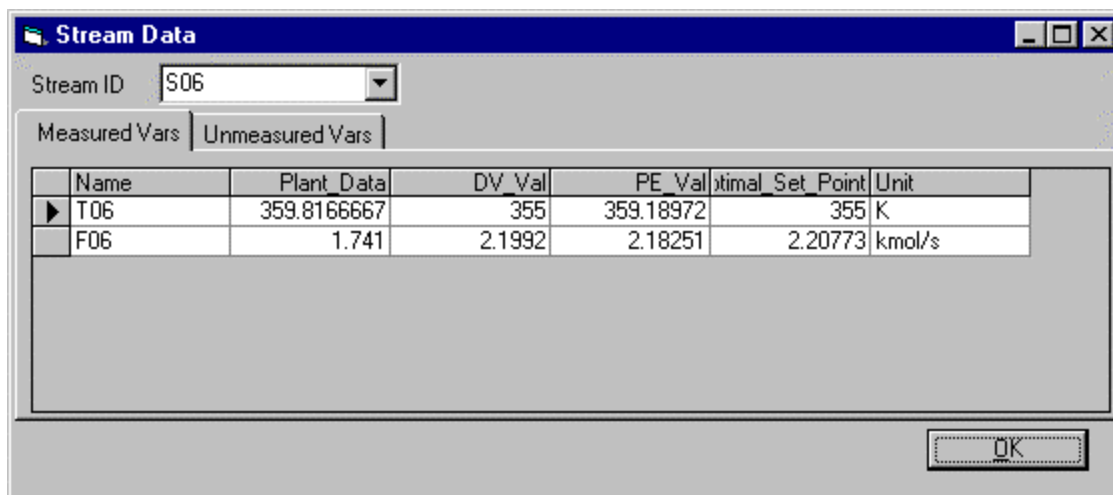 Stream Data
Stream ID S06
Measured Vars Unmeasured Vars
Name Plant_Data DV_Val PE_Val timal_Set_Point Unit
T06 359.8166667 355 359.18972 355 K
F06 1.741 2.1992 2.18251 2.20773 kmol/s
OK